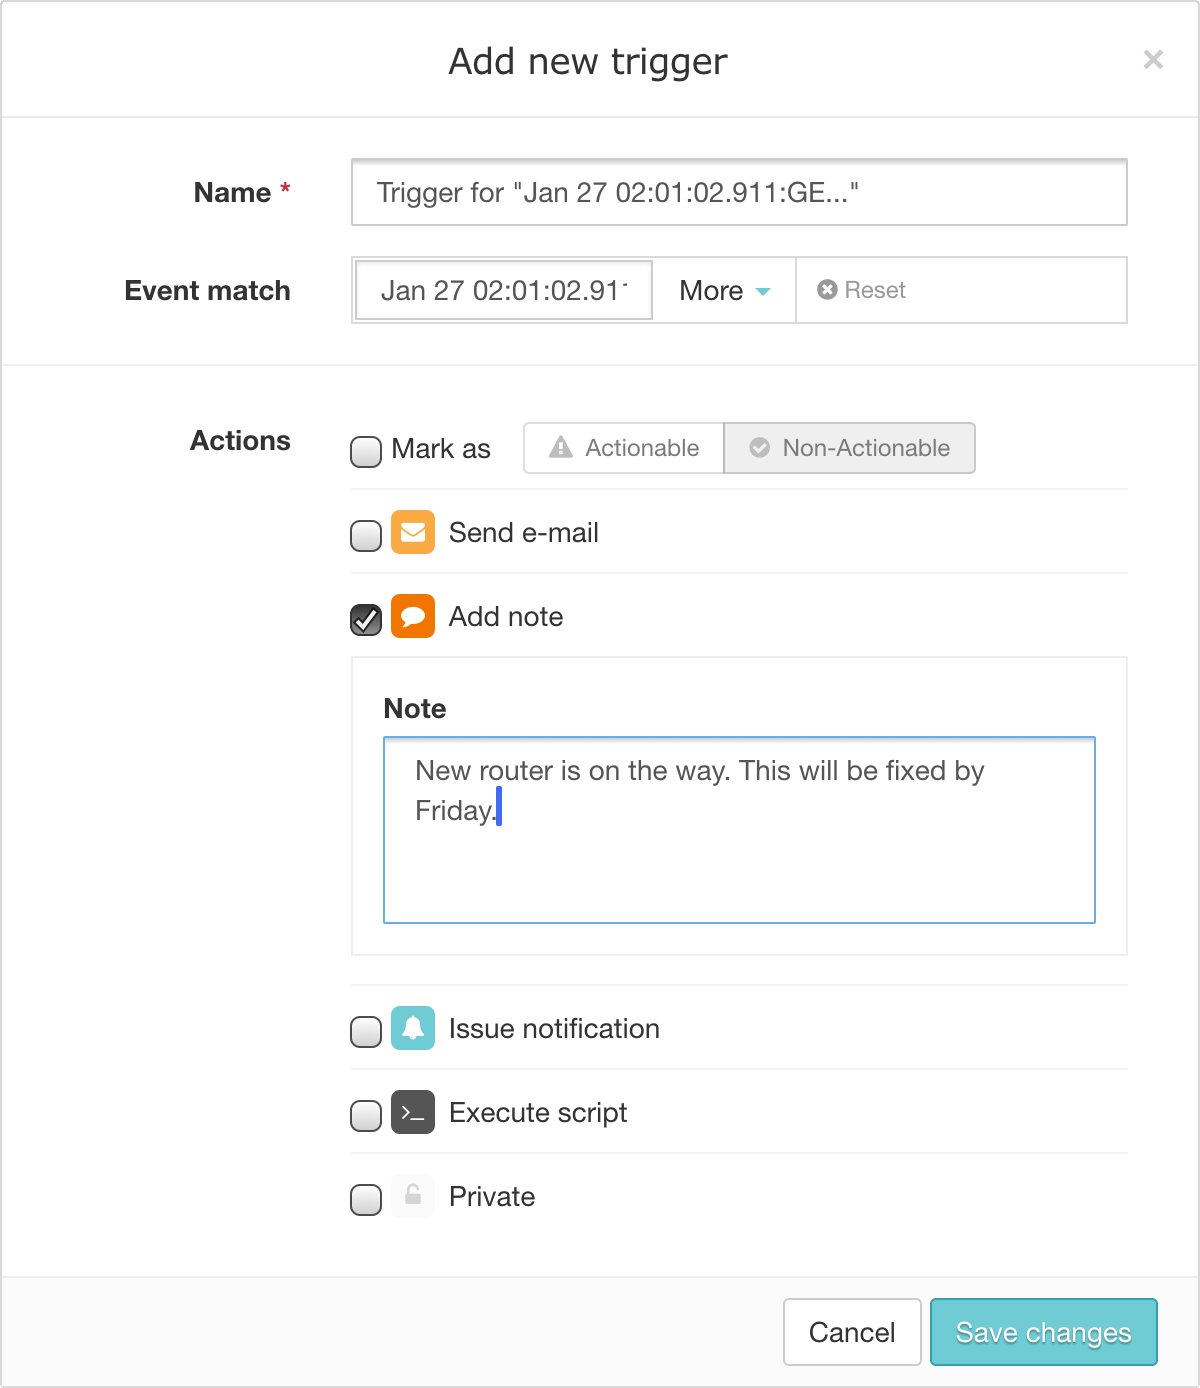 Add new trigger
Name *
Trigger for "Jan 27 02:01:02.911:GE..."
Event match
Jan 27 02:01:02.91
More
Reset
Actions
Mark as
Actionable
Non-Actionable
Send e-mail
Add note
Note
New router is on the way. This will be fixed by
Friday.
Issue notification
Execute script
Private
Cancel
Save changes